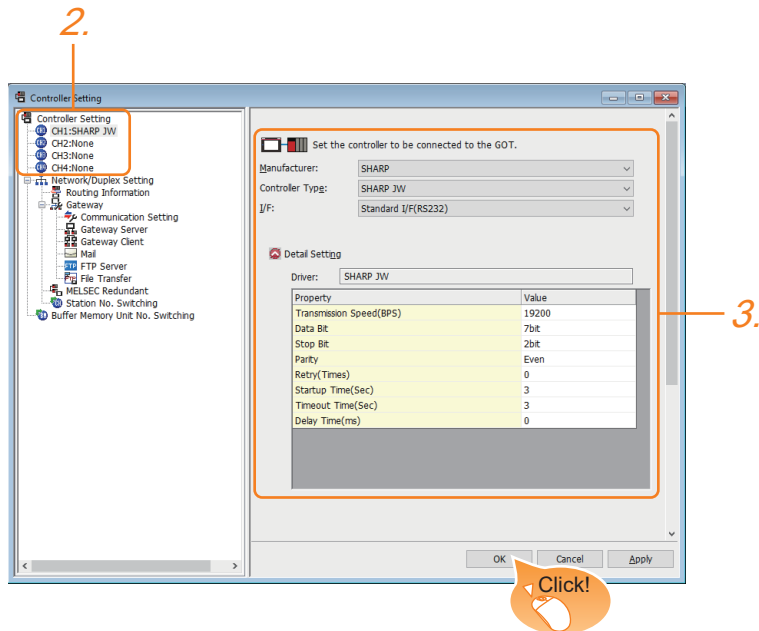 2.
Controller Setting
Controller Setting
CH1:SHARP JW
CH2:None
CH3:None
CH4:None
Network/Duplex Setting
Routing Information
Gateway
Communication Setting
Gateway Server
Gateway Client
Mail
FTP Server
File Transfer
MELSEC Redundant
Station No. Switching
Buffer Memory Unit No. Switching
Set the controller to be connected to the GOT.
Manufacturer: SHARP
Controller Type: SHARP JW
I/F: Standard I/F(RS232)
Detail Setting
Driver: SHARP JW
Property Value
Transmission Speed(BPS) 19200
Data Bit 7bit
Stop Bit 2bit
Parity Even
Retry(Times) 0
Startup Time(Sec) 3
Timeout Time(Sec) 3
Delay Time(ms) 0
3.
OK Cancel Apply
Click!